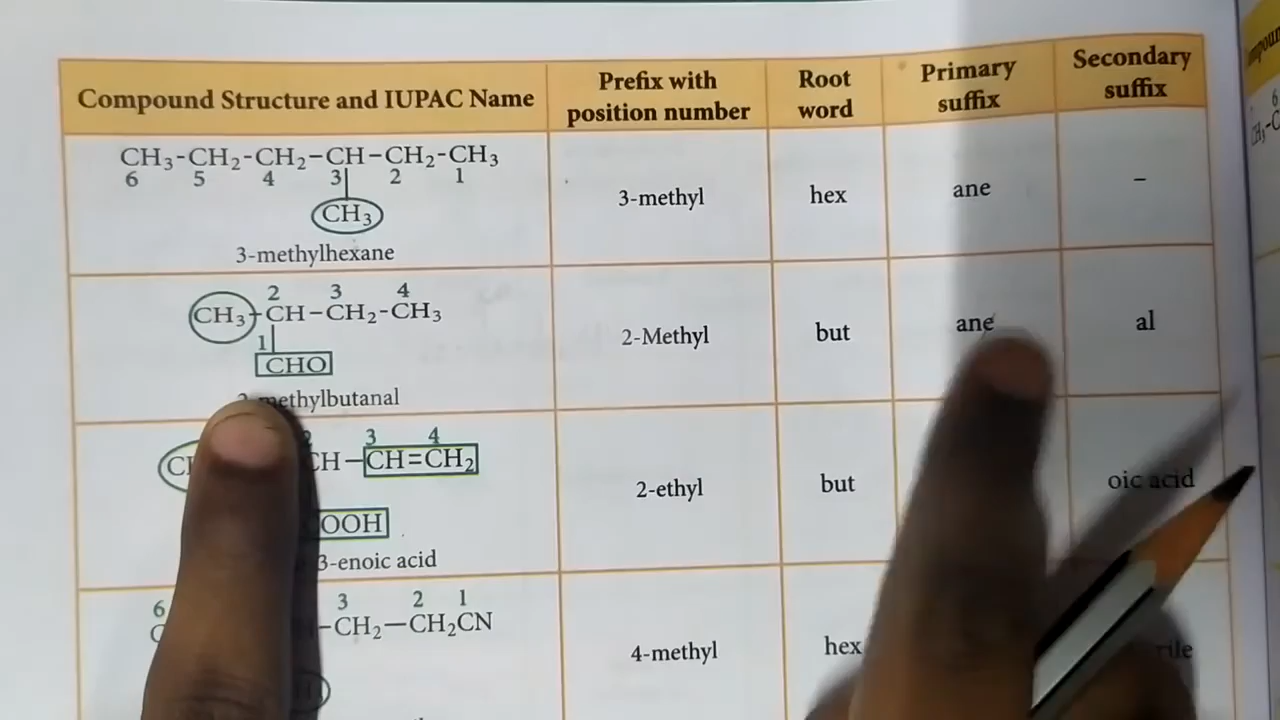 Compound Structure and IUPAC Name
Prefix with position number
Root word
Primary suffix
Secondary suffix
CH₃-CH₂-CH₂-CH-CH₂-CH₃
6 5 4 3 2 1
CH₃
3-methylhexane
3-methyl
hex
ane
-
2 3 4
CH₃-CH-CH₂-CH₃
1
CHO
methylbutanal
2-Methyl
but
ane
al
3 4
CH-CH=CH₂
OOH
3-enoic acid
2-ethyl
but
oic acid
6 3 2 1
-CH₂-CH₂CN
4-methyl
hex
6